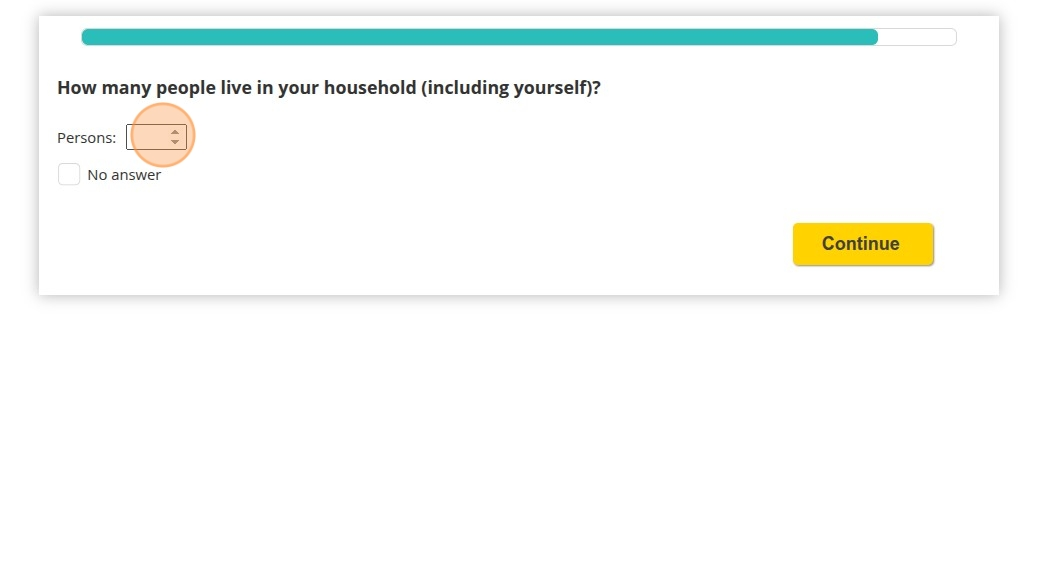 How many people live in your household (including yourself)?
Persons:
No answer
Continue